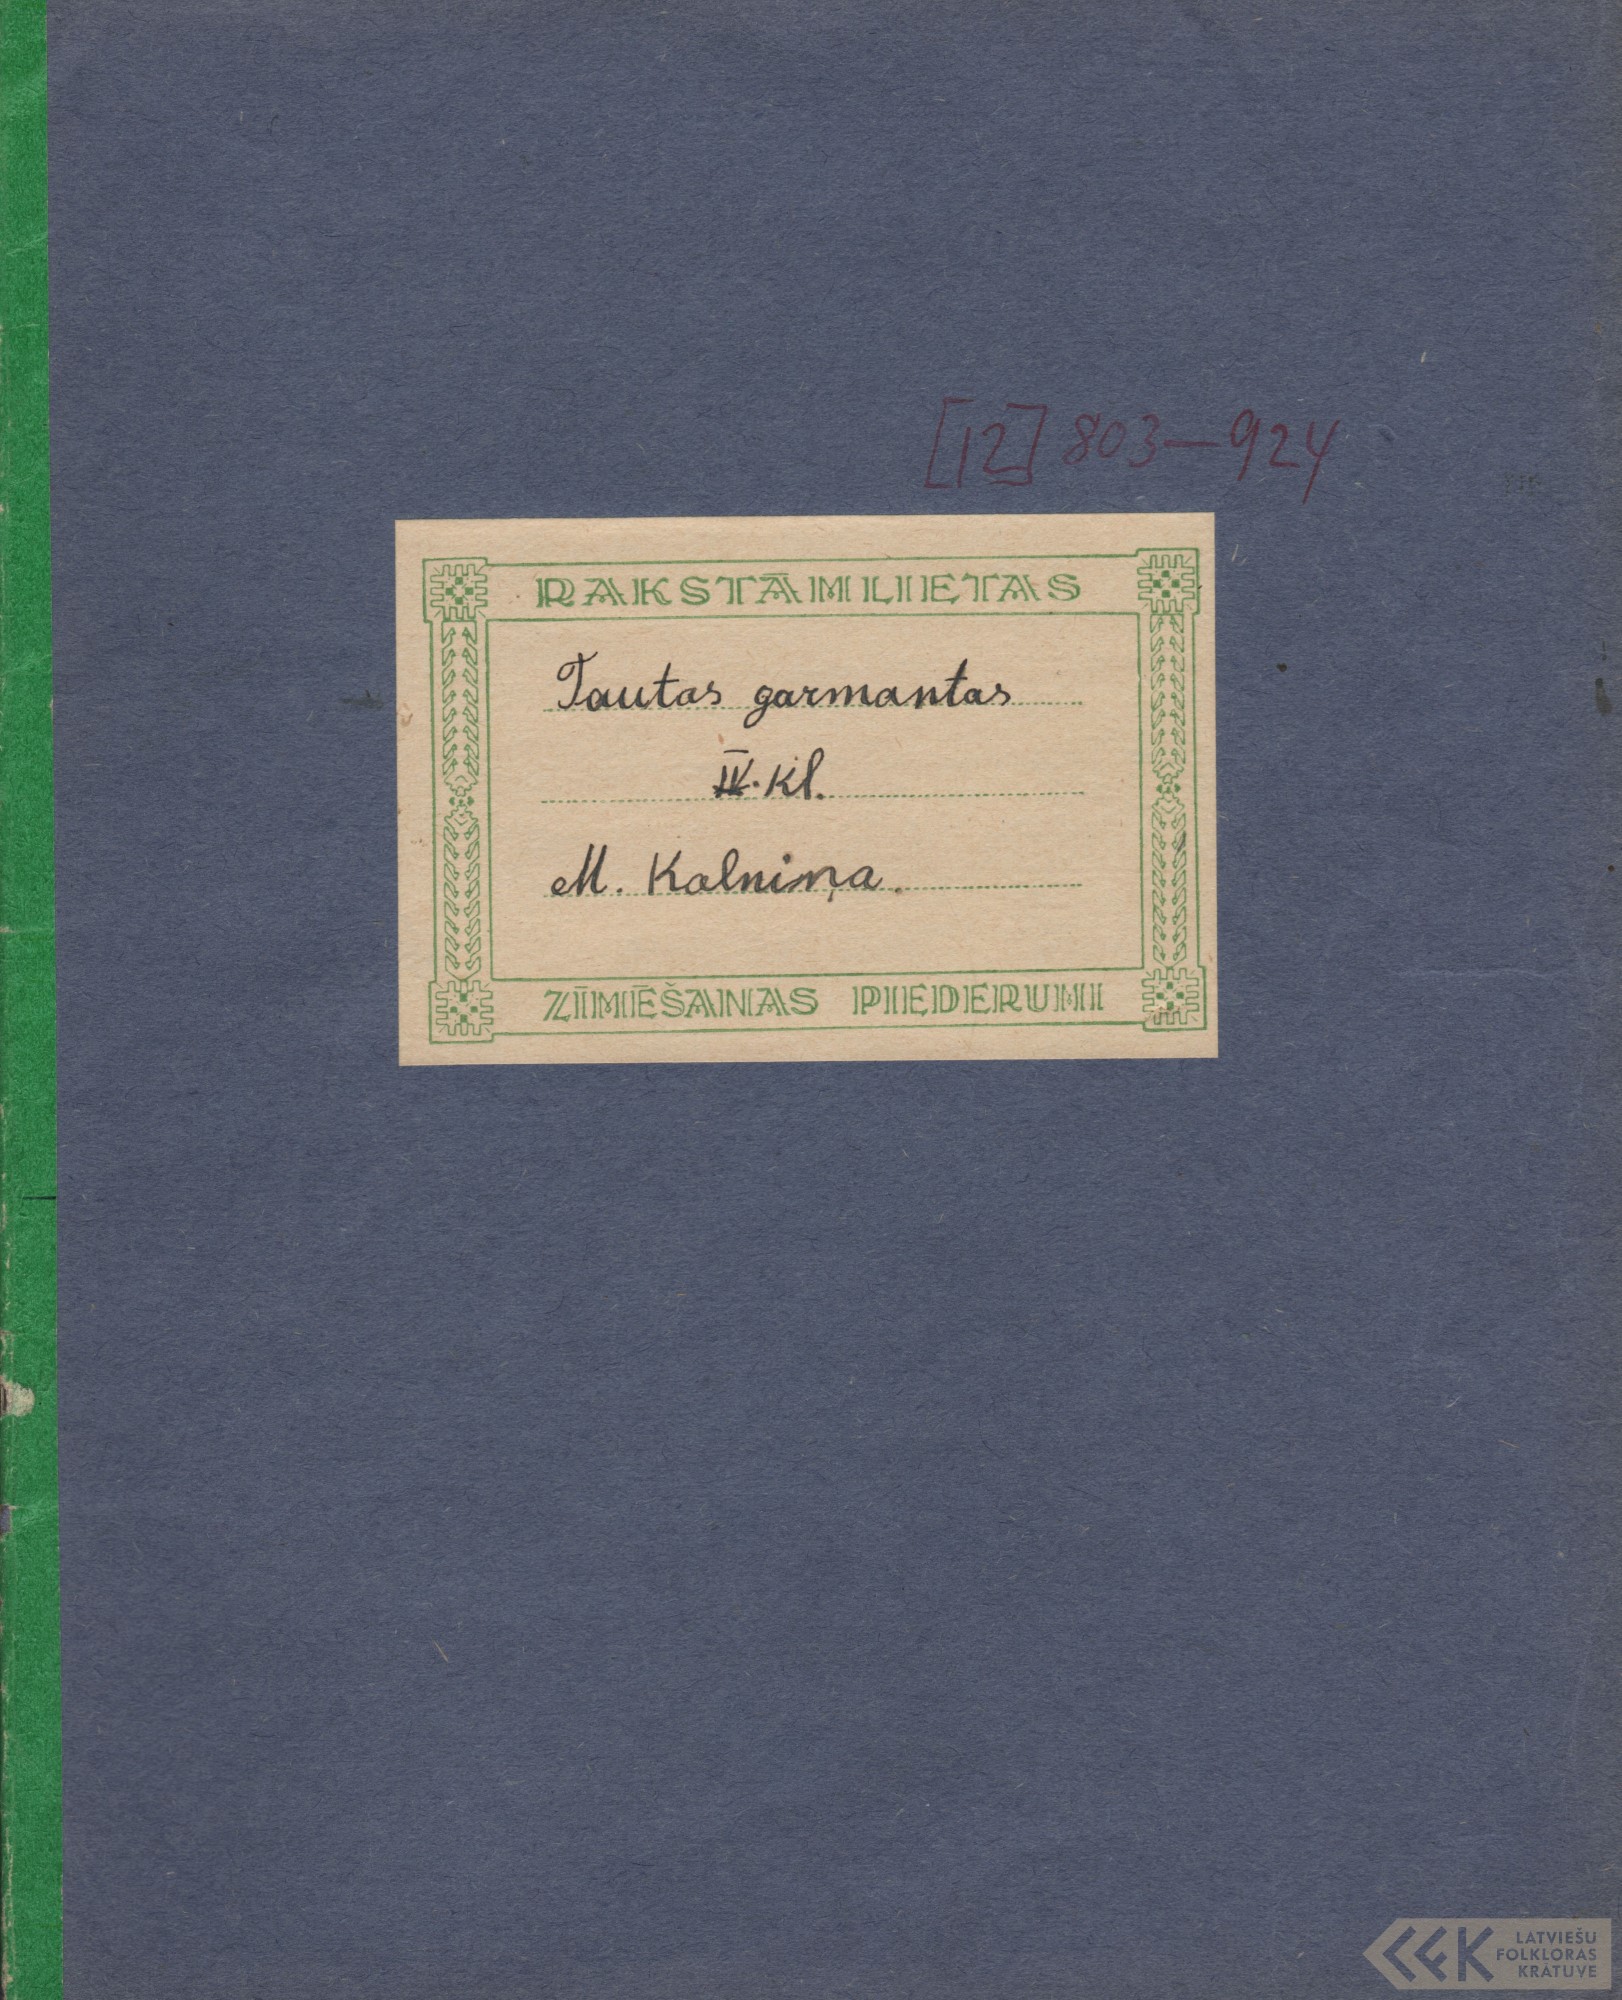 [12] 803-924
RAKSTĀMLIETAS
Tautas garmantas
IV. Kl.
M. Kalniņa.
ZĪMĒŠANAS PIEDERUMI
LATVIEŠU
FOLKLORAS
KRĀTUVE